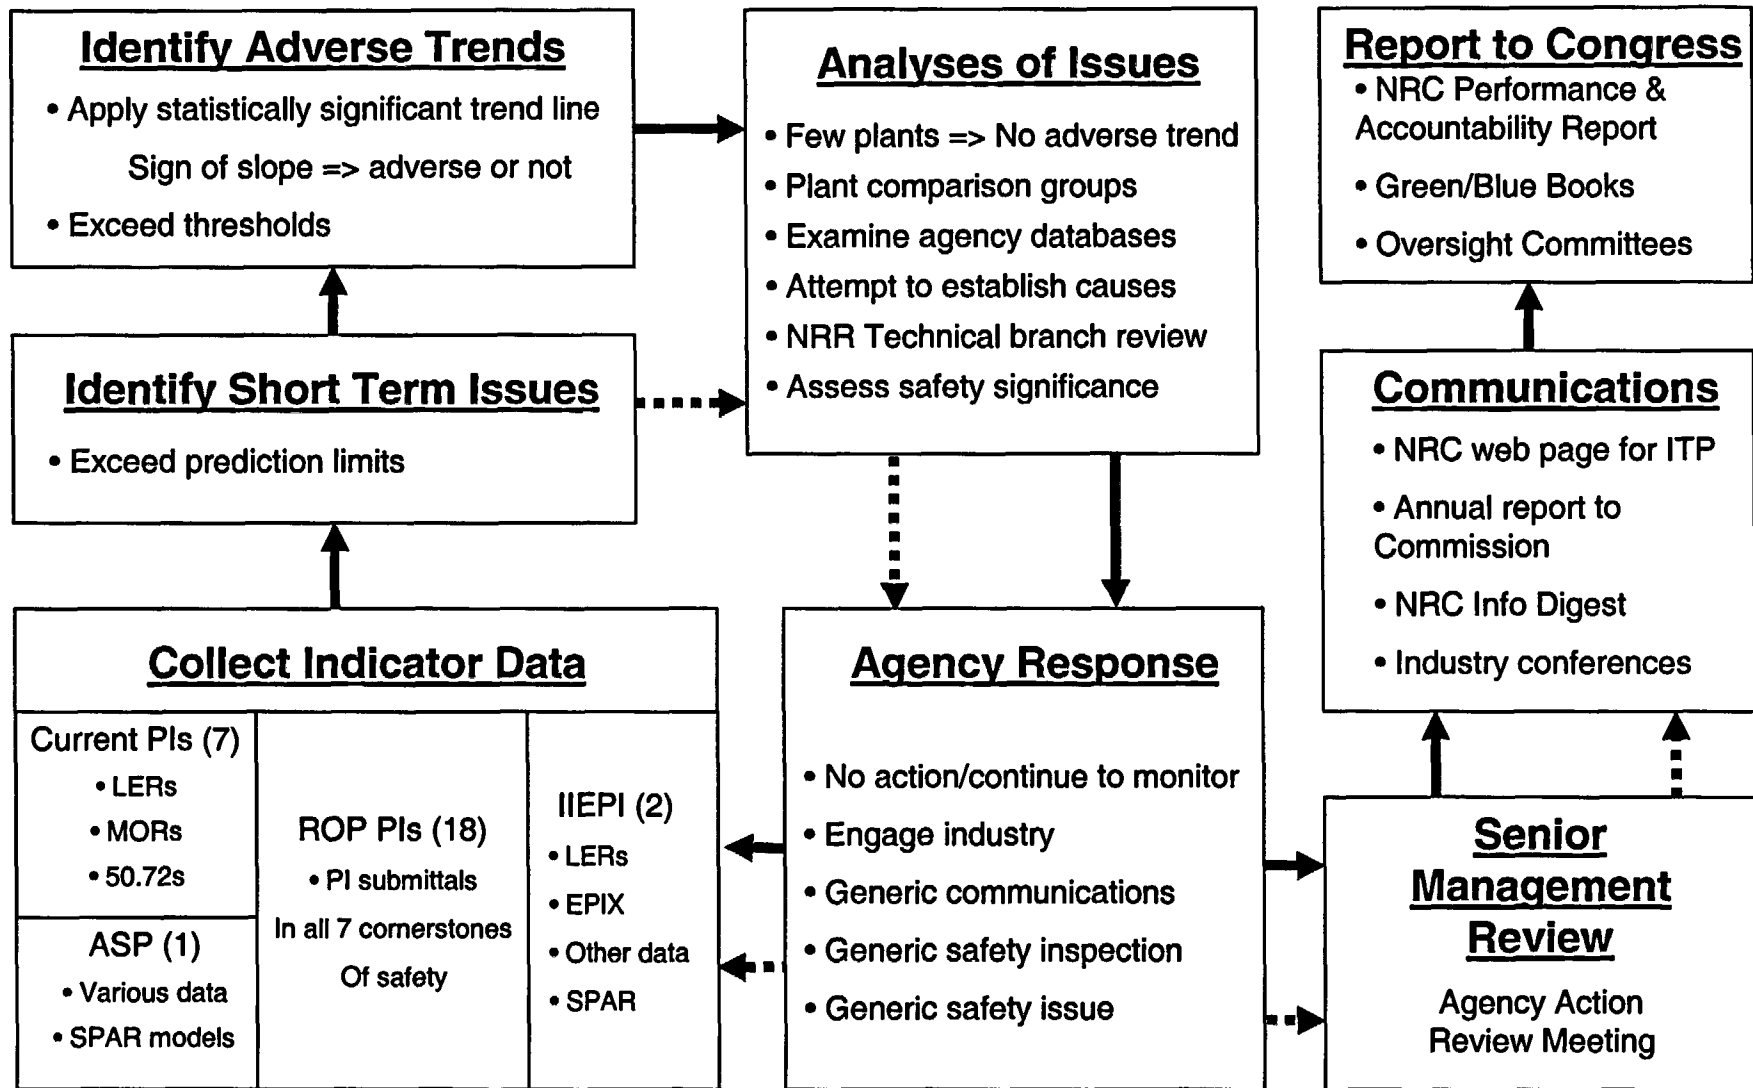 Identify Adverse Trends
• Apply statistically significant trend line
Sign of slope => adverse or not
• Exceed thresholds
Identify Short Term Issues
• Exceed prediction limits
Collect Indicator Data
Current PIs (7)
• LERs
• MORs
• 50.72s
ASP (1)
• Various data
• SPAR models
ROP PIs (18)
• PI submittals
In all 7 cornerstones
Of safety
IIEPI (2)
• LERs
• EPIX
• Other data
• SPAR
Analyses of Issues
• Few plants => No adverse trend
• Plant comparison groups
• Examine agency databases
• Attempt to establish causes
• NRR Technical branch review
• Assess safety significance
Agency Response
• No action/continue to monitor
• Engage industry
• Generic communications
• Generic safety inspection
• Generic safety issue
Report to Congress
• NRC Performance &
Accountability Report
• Green/Blue Books
• Oversight Committees
Communications
• NRC web page for ITP
• Annual report to
Commission
• NRC Info Digest
• Industry conferences
Senior
Management
Review
Agency Action
Review Meeting